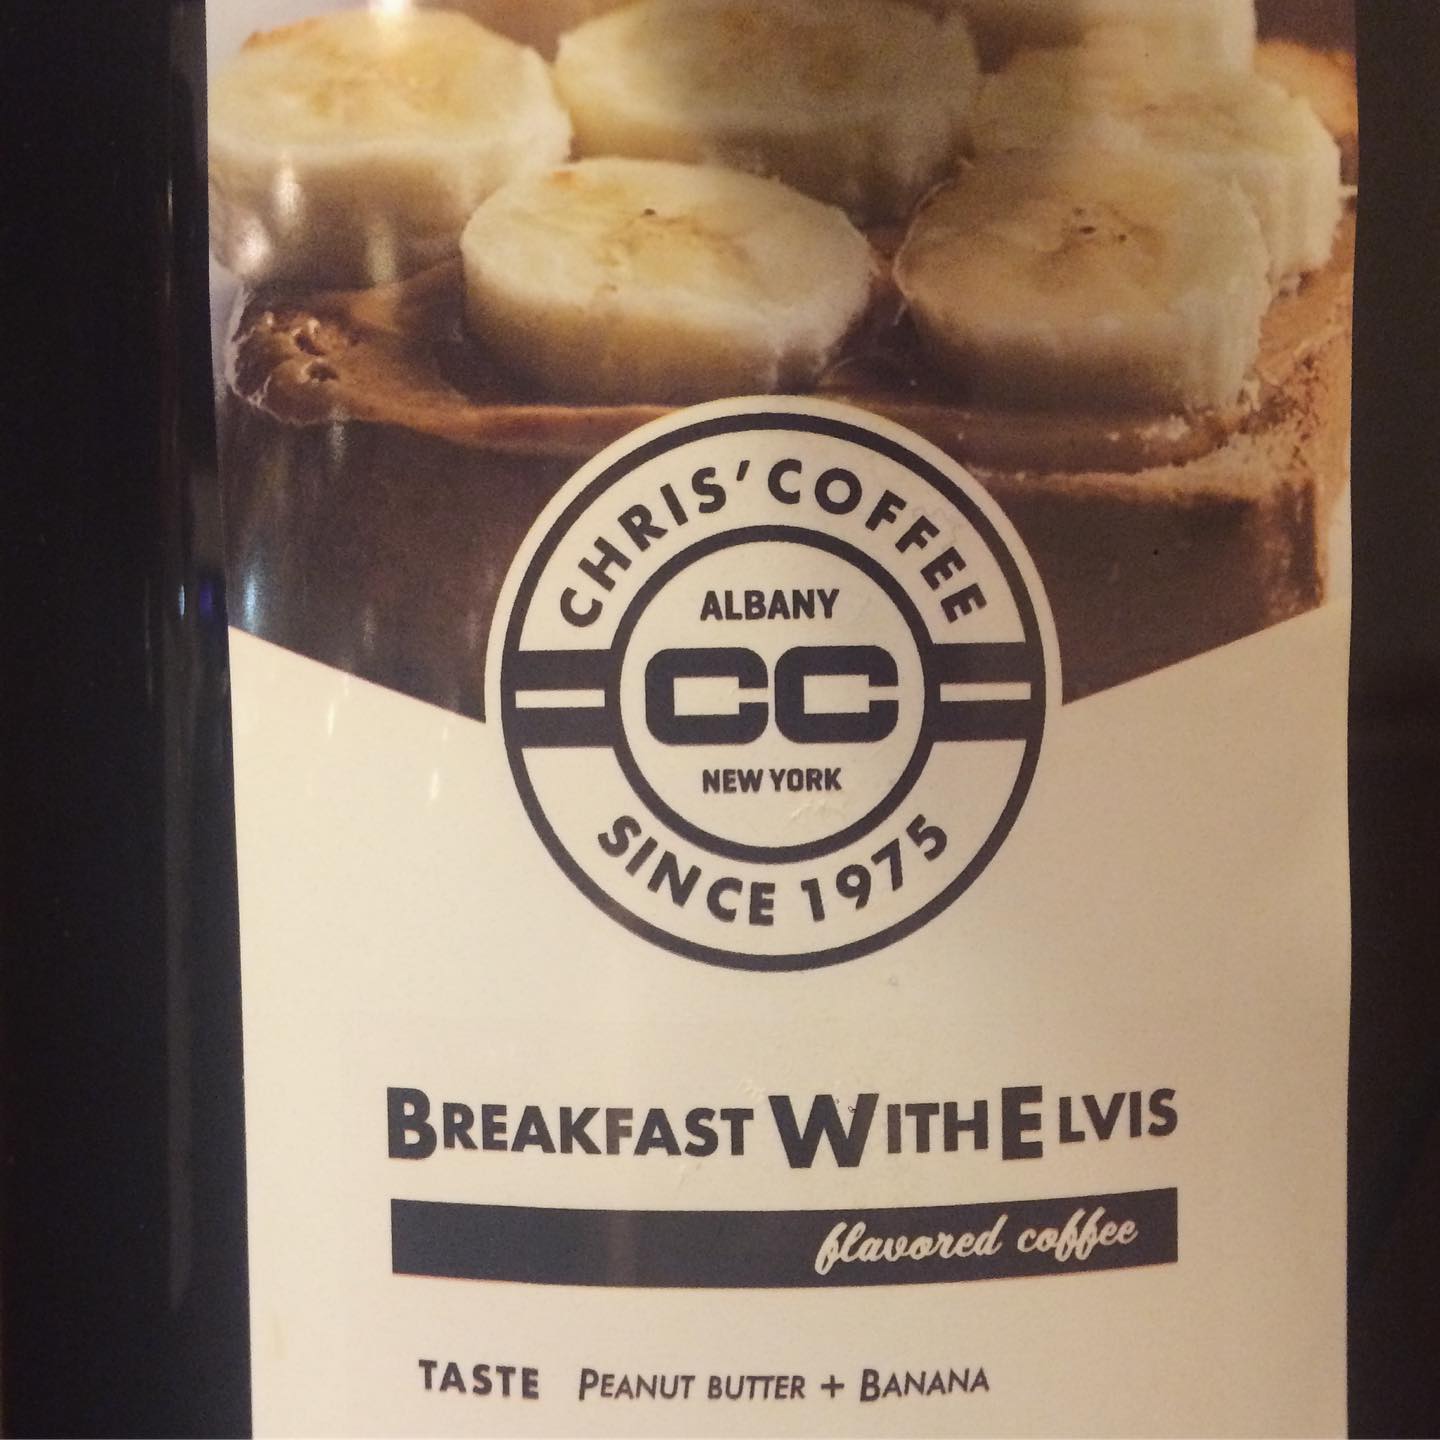 CHRIS' COFFEE
ALBANY
CC
NEW YORK
SINCE 1975
BREAKFAST WITH ELVIS
flavored coffee
TASTE PEANUT BUTTER + BANANA